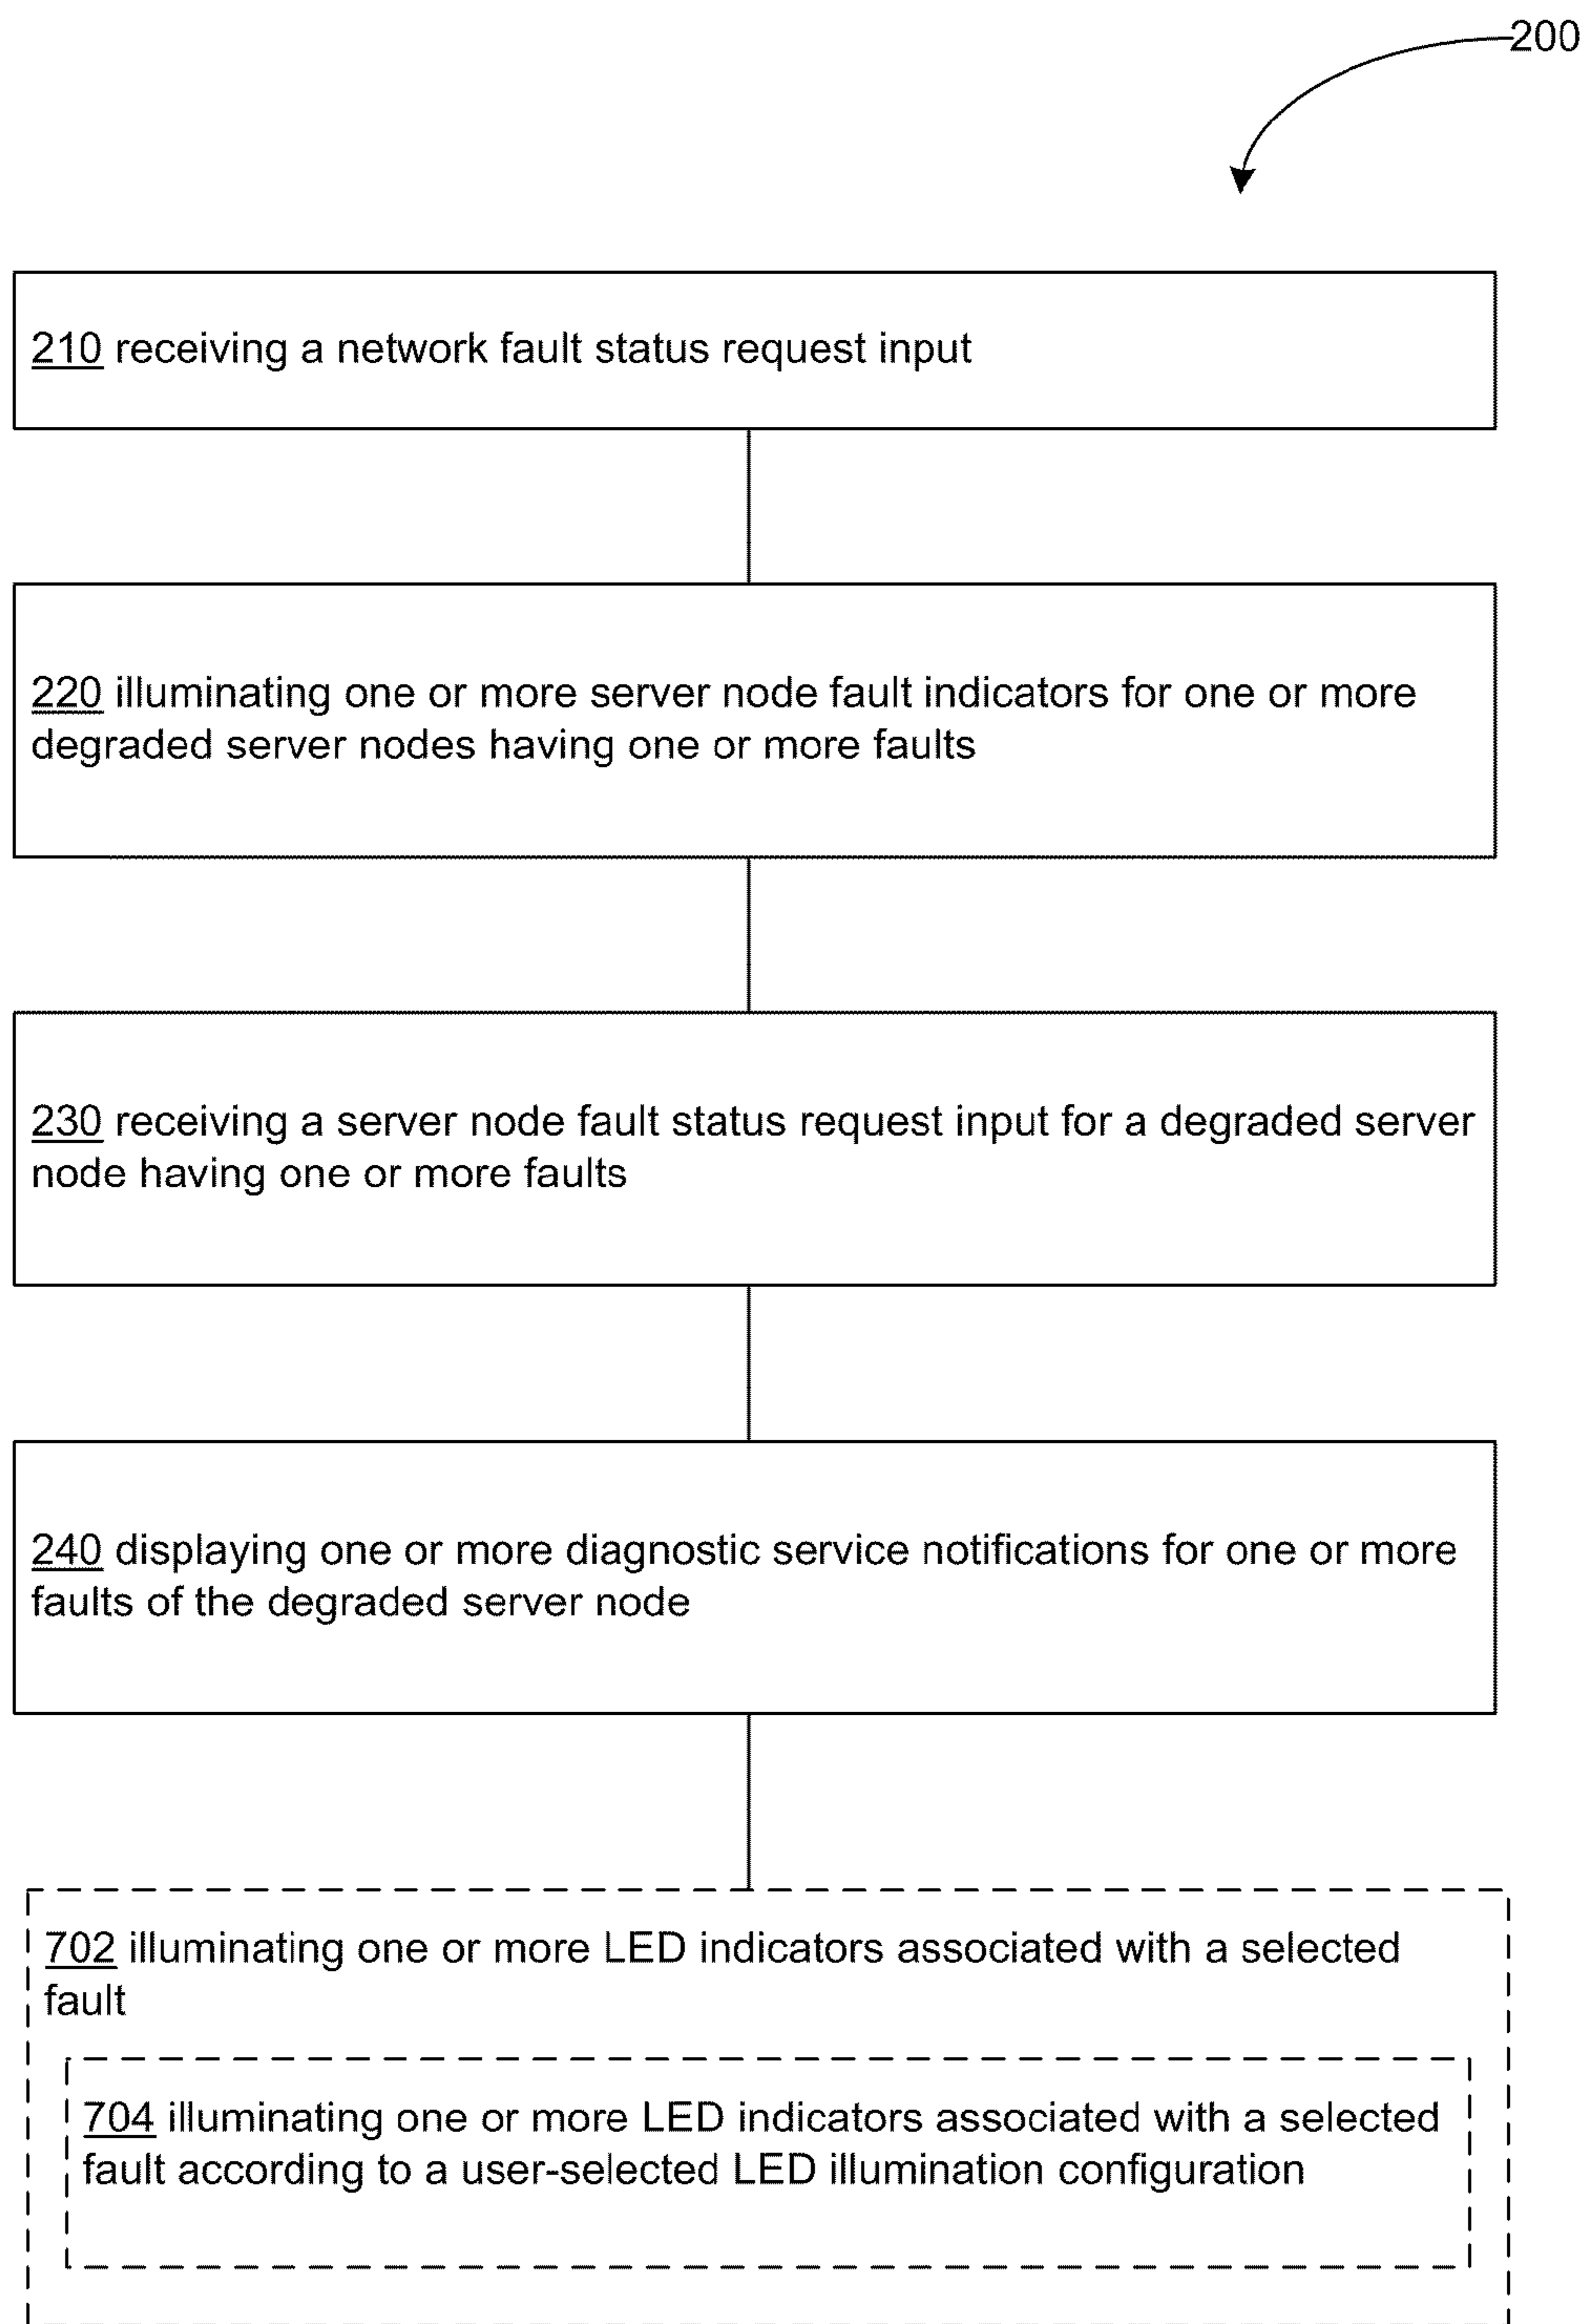 200
210 receiving a network fault status request input
220 illuminating one or more server node fault indicators for one or more
degraded server nodes having one or more faults
230 receiving a server node fault status request input for a degraded server
node having one or more faults
240 displaying one or more diagnostic service notifications for one or more
faults of the degraded server node
702 illuminating one or more LED indicators associated with a selected
fault
704 illuminating one or more LED indicators associated with a selected
fault according to a user-selected LED illumination configuration